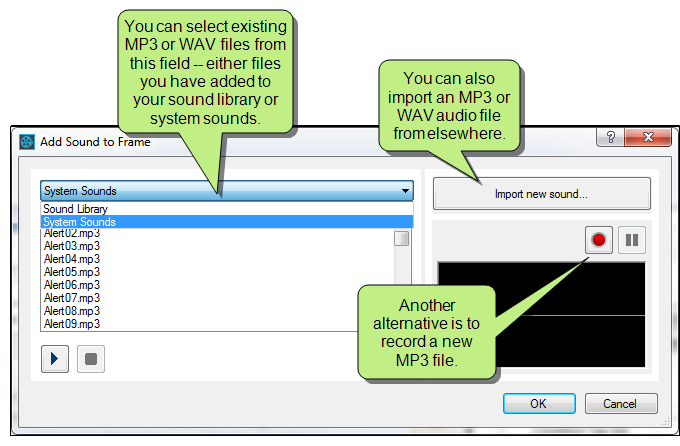 You can select existing
MP3 or WAV files from
this field -- either files
you have added to
your sound library or
system sounds.
You can also
import an MP3 or
WAV audio file
from elsewhere.
Add Sound to Frame
?
System Sounds
Import new sound...
Sound Library
System Sounds
Alert02.mp3
Alert03.mp3
Alert04.mp3
Alert05.mp3
Alert06.mp3
Alert07.mp3
Alert08.mp3
Alert09.mp3
Another
alternative is to
record a new
MP3 file.
OK
Cancel